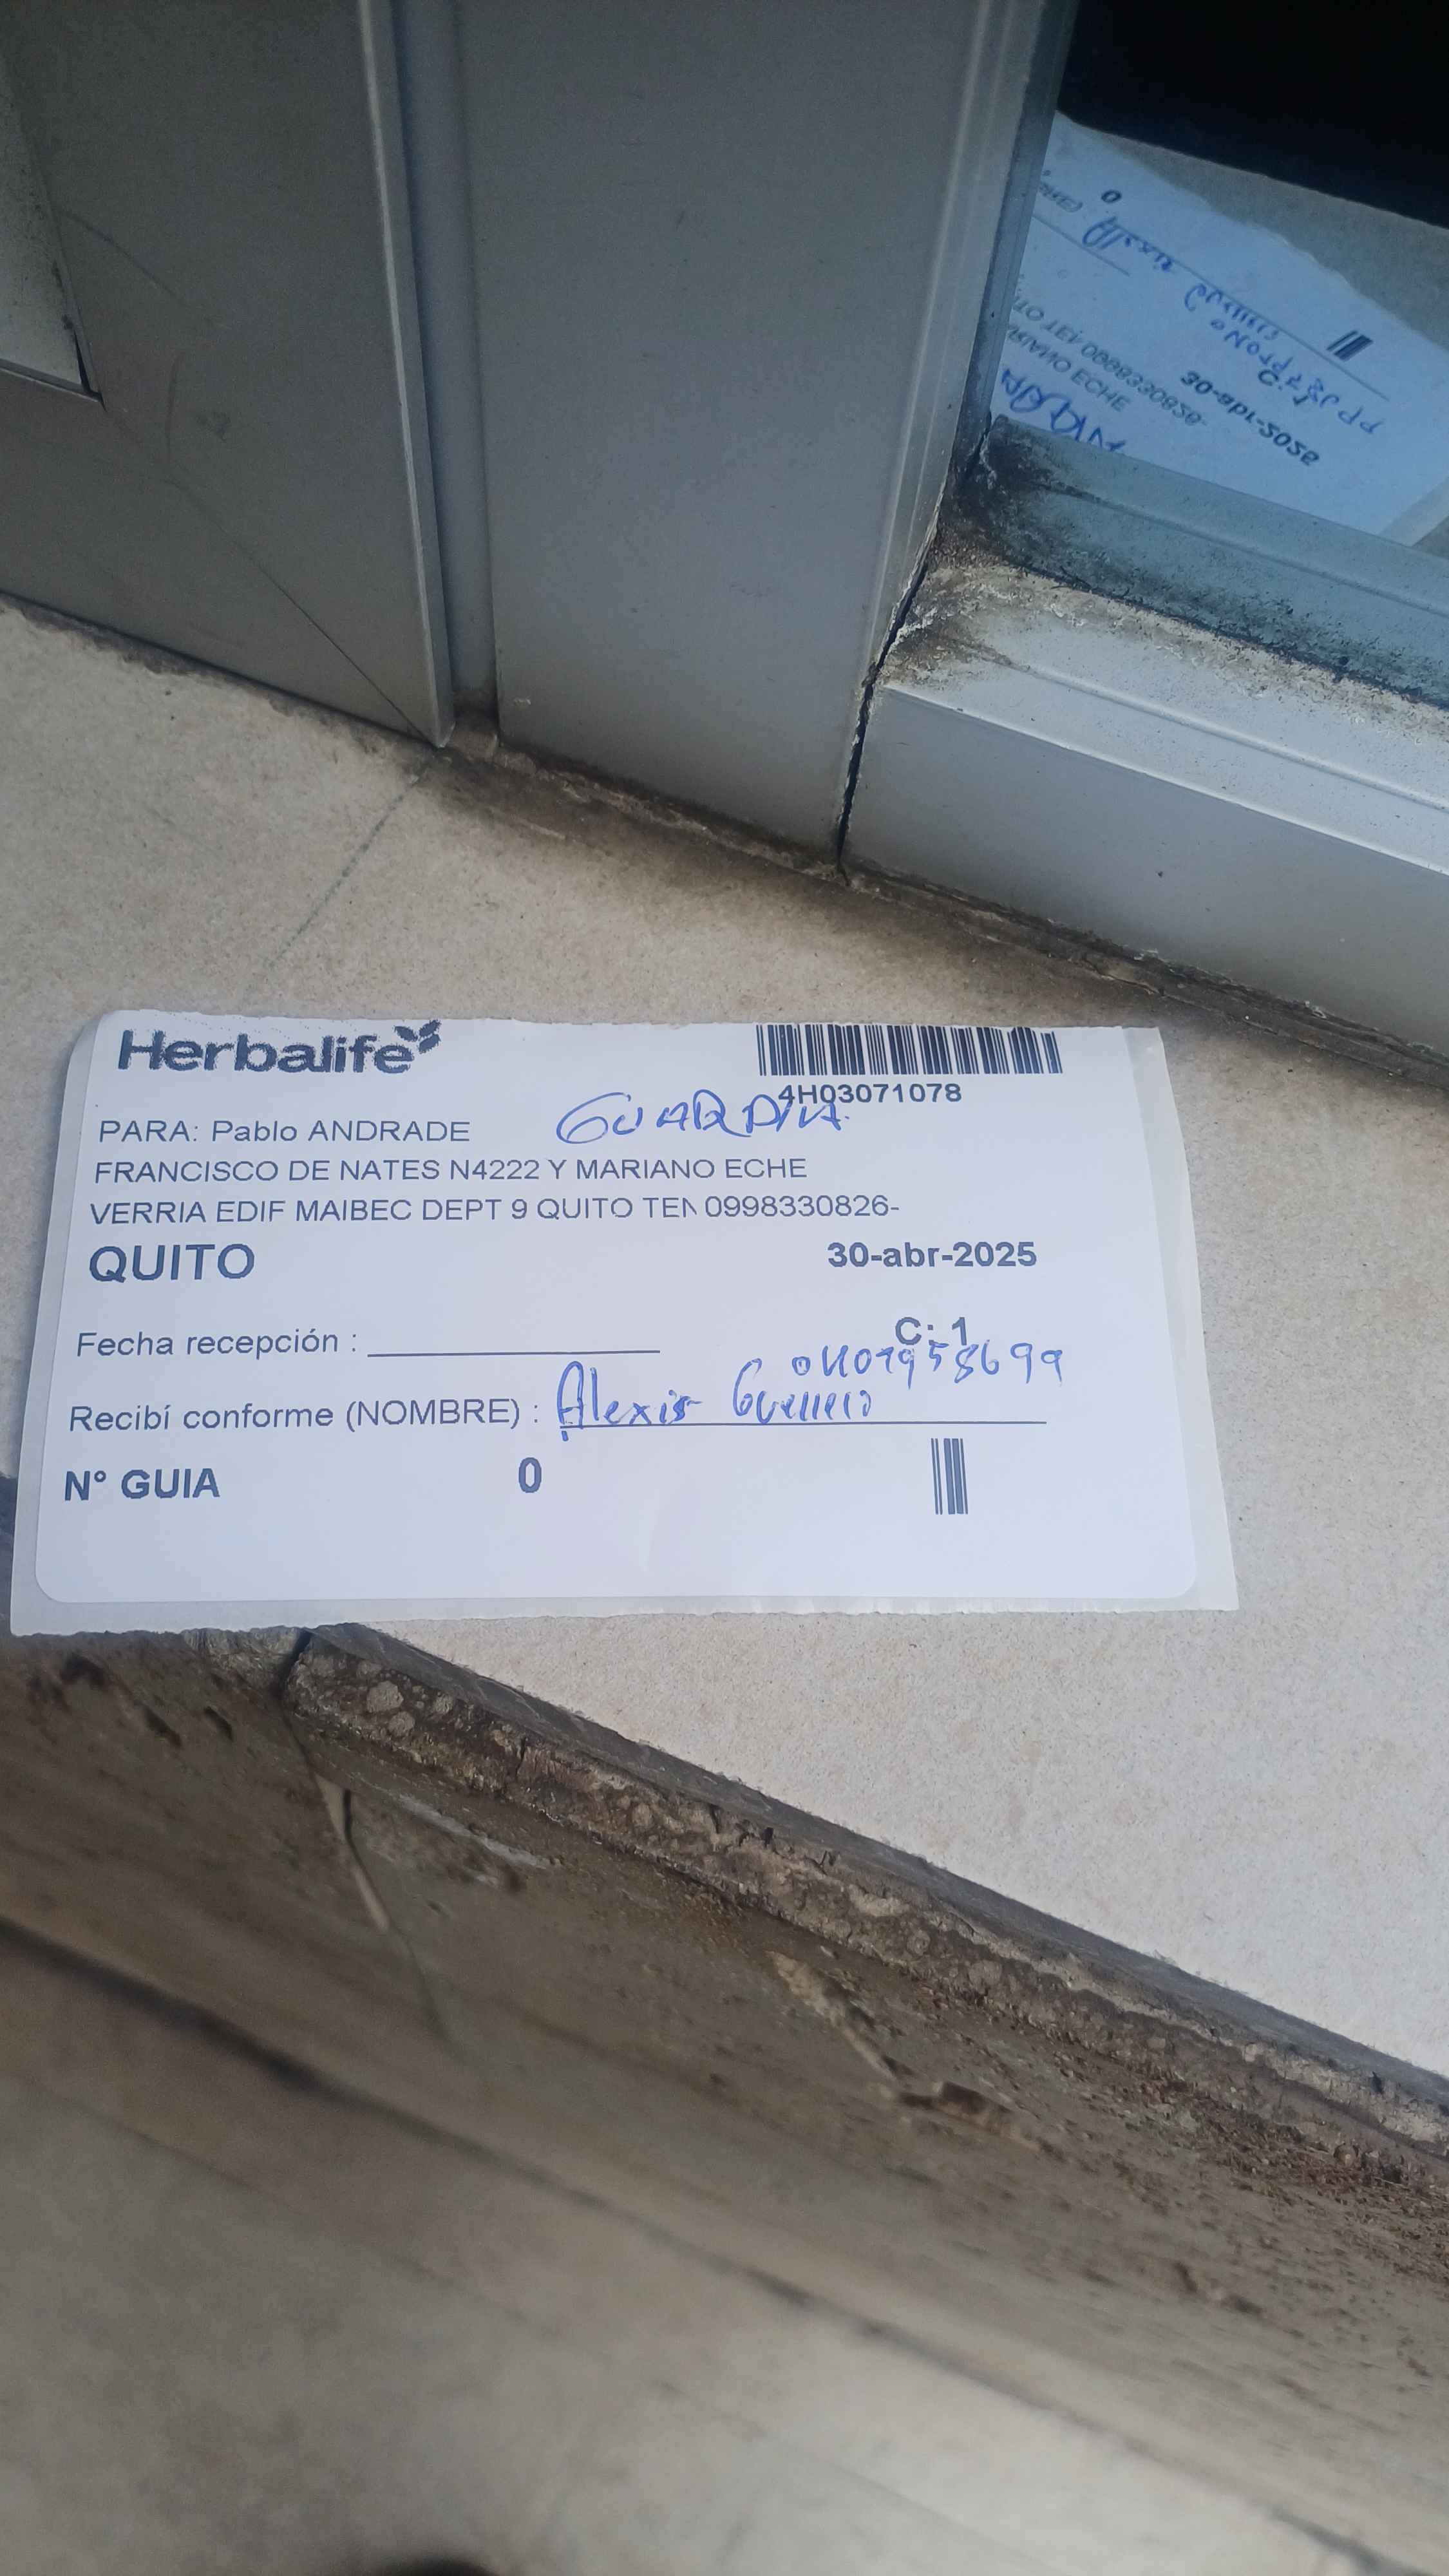 Herbalife
4H03071078
PARA: Pablo ANDRADE GUARDIA.
FRANCISCO DE NATES N4222 Y MARIANO ECHE
VERRIA EDIF MAIBEC DEPT 9 QUITO TEN 0998330826-
QUITO 30-abr-2025
Fecha recepción :
C: 1
Recibí conforme (NOMBRE) : Alexis Guerrero
N° GUIA 0